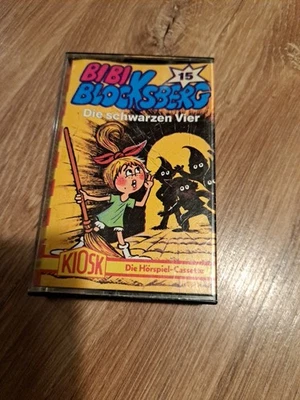 BIBI
BLOCKSBERG
15
Die schwarzen Vier
KIOSK
Die Hörspiel-Cassette